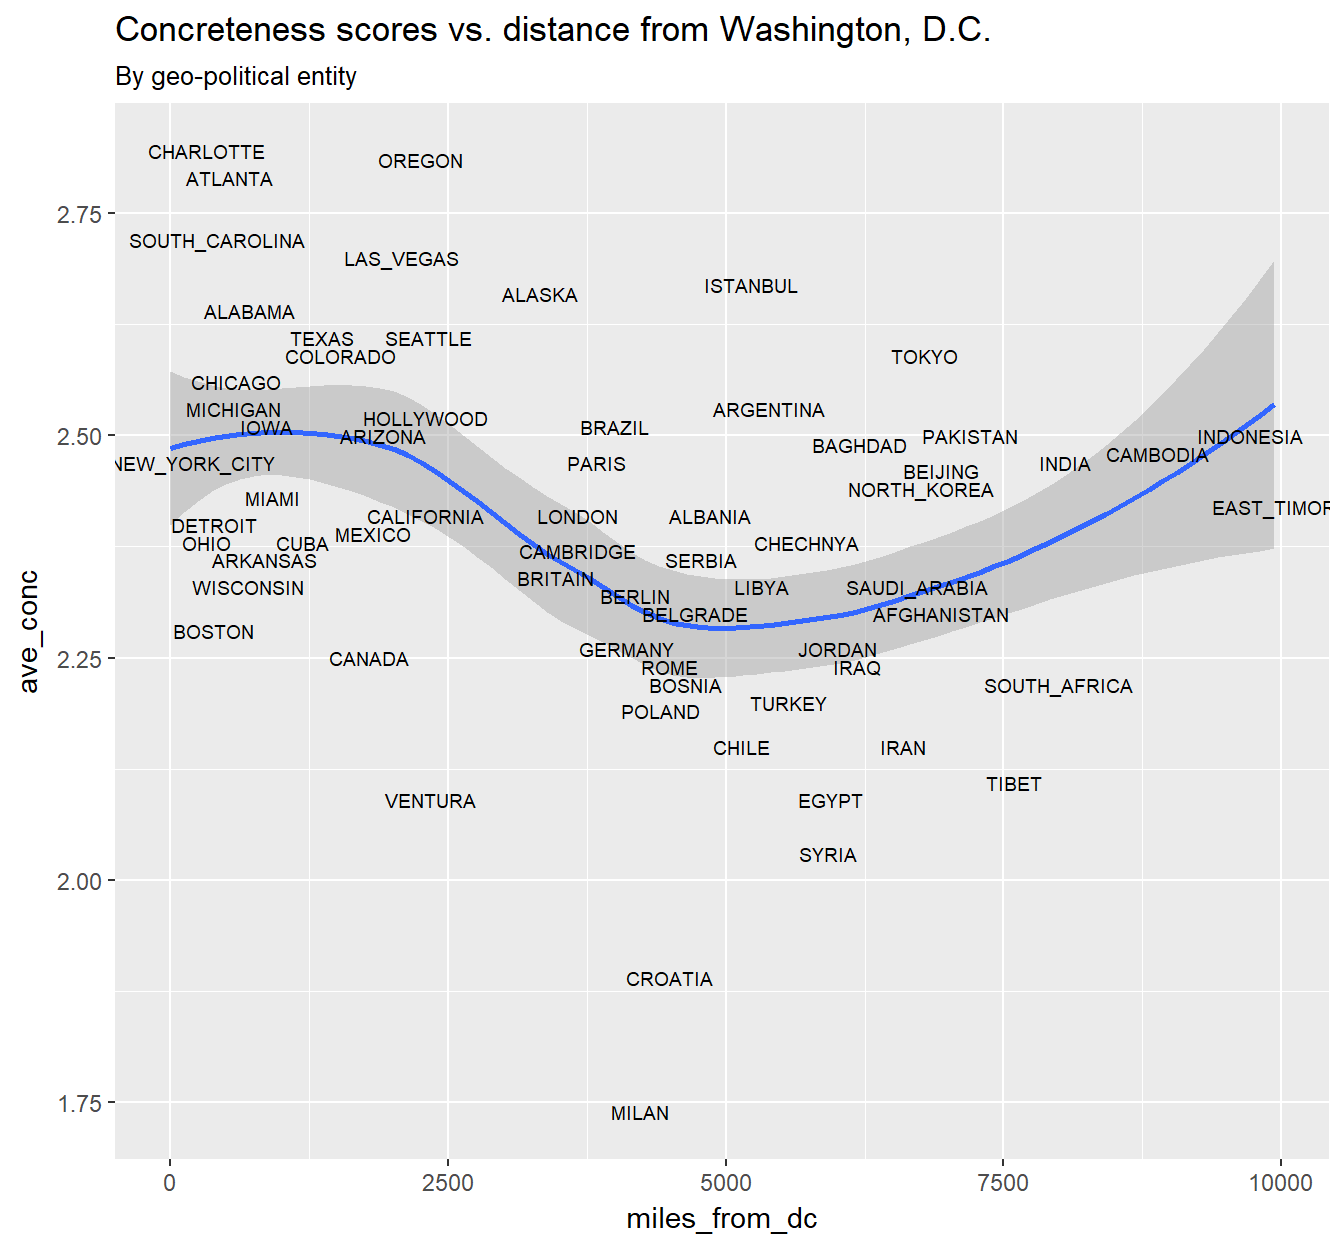 Concreteness scores vs. distance from Washington, D.C.
By geo-political entity
ave_conc
2.75
2.50
2.25
2.00
1.75
CHARLOTTE
OREGON
ATLANTA
SOUTH_CAROLINA
LAS_VEGAS
ISTANBUL
ALASKA
ALABAMA
TEXAS
SEATTLE
COLORADO
TOKYO
CHICAGO
MICHIGAN
ARGENTINA
HOLLYWOOD
IOWA
BRAZIL
ARIZONA
PAKISTAN
INDONESIA
BAGHDAD
CAMBODIA
NEW_YORK_CITY
PARIS
INDIA
BEIJING
NORTH_KOREA
MIAMI
EAST_TIMOR
CALIFORNIA
LONDON
ALBANIA
DETROIT
MEXICO
OHIO
CUBA
CHECHNYA
CAMBRIDGE
ARKANSAS
SERBIA
BRITAIN
WISCONSIN
LIBYA
SAUDI_ARABIA
BERLIN
BELGRADE
AFGHANISTAN
BOSTON
GERMANY
JORDAN
CANADA
ROME
IRAQ
BOSNIA
SOUTH_AFRICA
TURKEY
POLAND
CHILE
IRAN
TIBET
VENTURA
EGYPT
SYRIA
CROATIA
MILAN
0
2500
5000
7500
10000
miles_from_dc